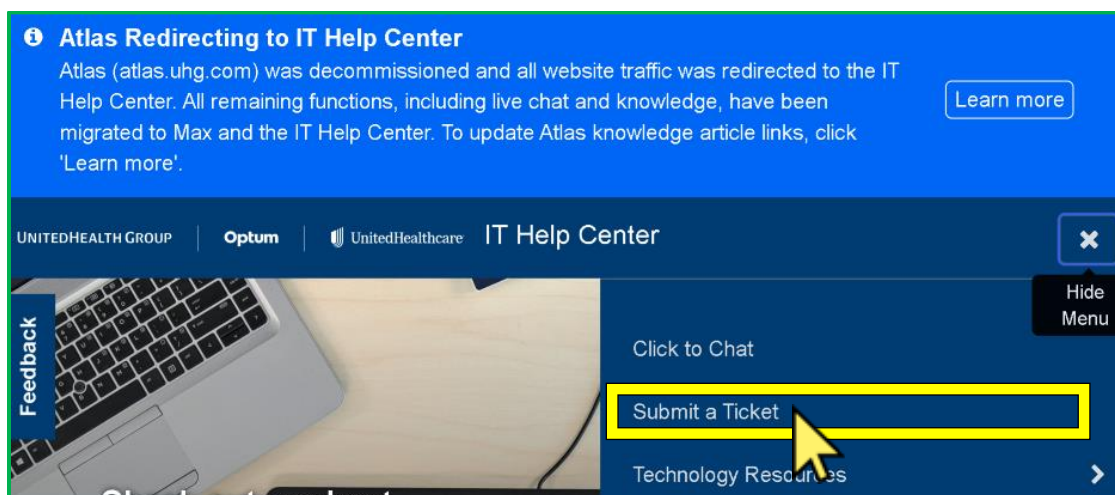 Atlas Redirecting to IT Help Center
Atlas (atlas.uhg.com) was decommissioned and all website traffic was redirected to the IT
Help Center. All remaining functions, including live chat and knowledge, have been
migrated to Max and the IT Help Center. To update Atlas knowledge article links, click
'Learn more'.
Learn more
UNITEDHEALTH GROUP
Optum
UnitedHealthcare
IT Help Center
Hide
Menu
Feedback
Click to Chat
Submit a Ticket
Technology Resources